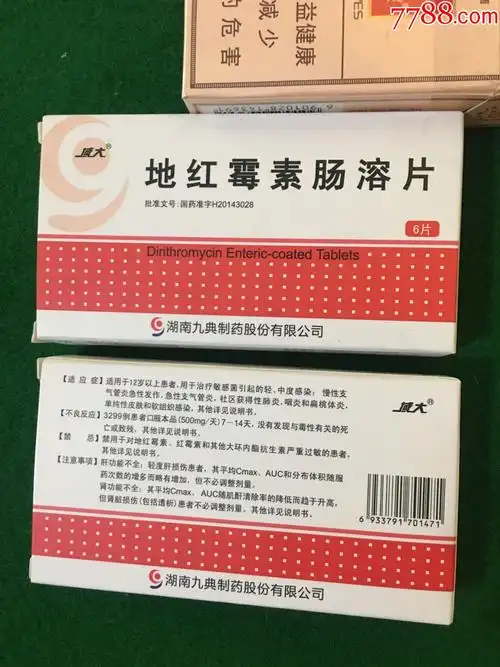 7788.com
益健康
减少
的危害
域大®
地红霉素肠溶片
批准文号:国药准字H20143028
6片
Dirithromycin Enteric-coated Tablets
湖南九典制药股份有限公司
【适应症】适用于12岁以上患者,用于治疗敏感菌引起的轻、中度感染:慢性支
气管炎急性发作,急性支气管炎,社区获得性肺炎,咽炎和扁桃体炎,
单纯性皮肤和软组织感染。其他详见说明书。
【不良反应】3299例患者口服本品(500mg/天)7-14天,没有发现与毒性有关的死
亡或致残。其他详见说明书。
【禁 忌】禁用于对地红霉素、红霉素和其他大环内酯抗生素严重过敏的患者。
【注意事项】肝功能不全:轻度肝损伤患者,其平均Cmax、AUC和分布体积随服
药次数的增多而略有增加,但不必调整剂量。
肾功能不全:其平均Cmax、AUC随肌酐清除率的降低而趋于升高,
但肾脏损伤(包括透析)患者不必调整剂量。其他详见说明书。
域大®
6 933791 701471
湖南九典制药股份有限公司